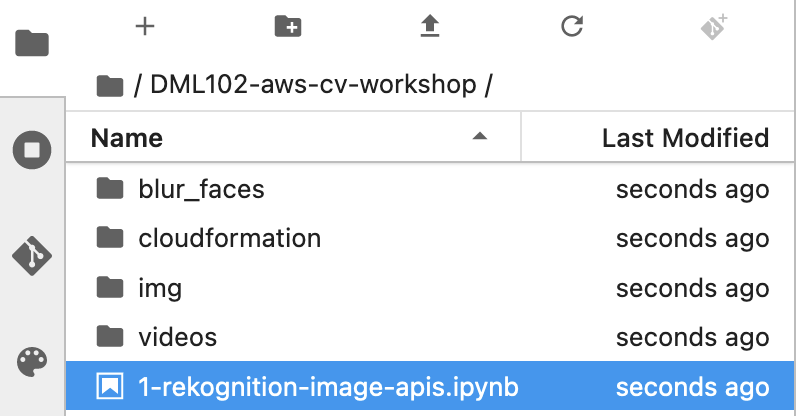 / DML102-aws-cv-workshop /
Name Last Modified
blur_faces seconds ago
cloudformation seconds ago
img seconds ago
videos seconds ago
1-rekognition-image-apis.ipynb seconds ago